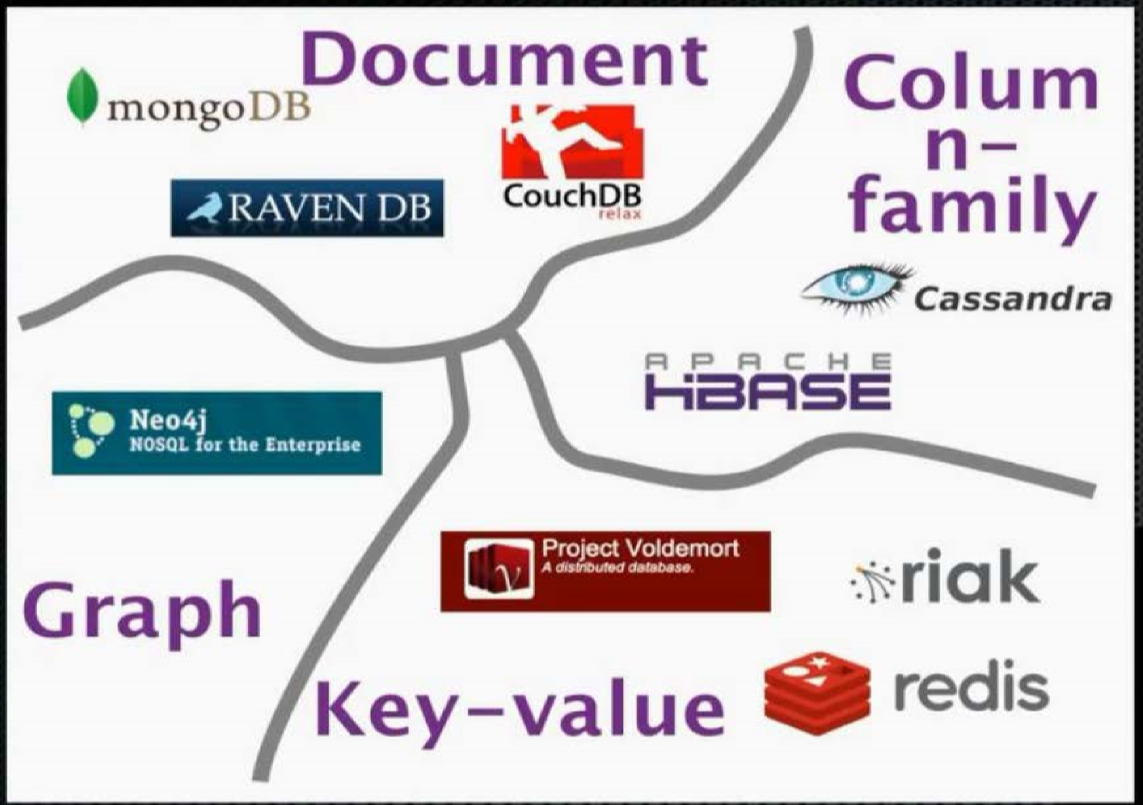 Document
mongoDB
RAVEN DB
CouchDB
relax
Colum
n-
family
Cassandra
APACHE
HBASE
Neo4j
NOSQL for the Enterprise
Graph
Project Voldemort
A distributed database.
riak
redis
Key-value